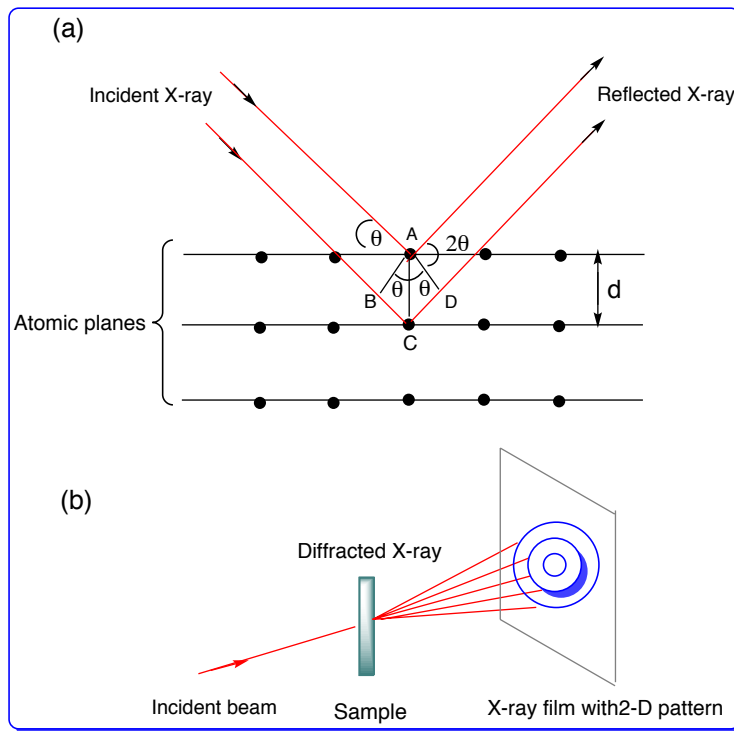 (a)
Incident X-ray
Reflected X-ray
A
θ
2θ
B
θ
θ
D
d
Atomic planes
C
(b)
Diffracted X-ray
Incident beam
Sample
X-ray film with2-D pattern